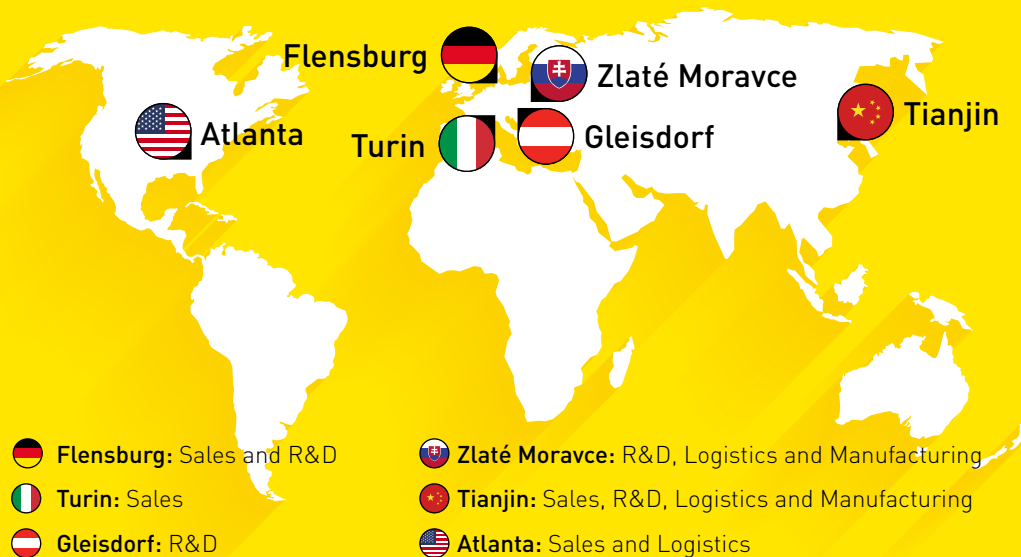 Flensburg
Zlaté Moravce
Atlanta
Turin
Gleisdorf
Tianjin
Flensburg: Sales and R&D
Turin: Sales
Gleisdorf: R&D
Zlaté Moravce: R&D, Logistics and Manufacturing
Tianjin: Sales, R&D, Logistics and Manufacturing
Atlanta: Sales and Logistics